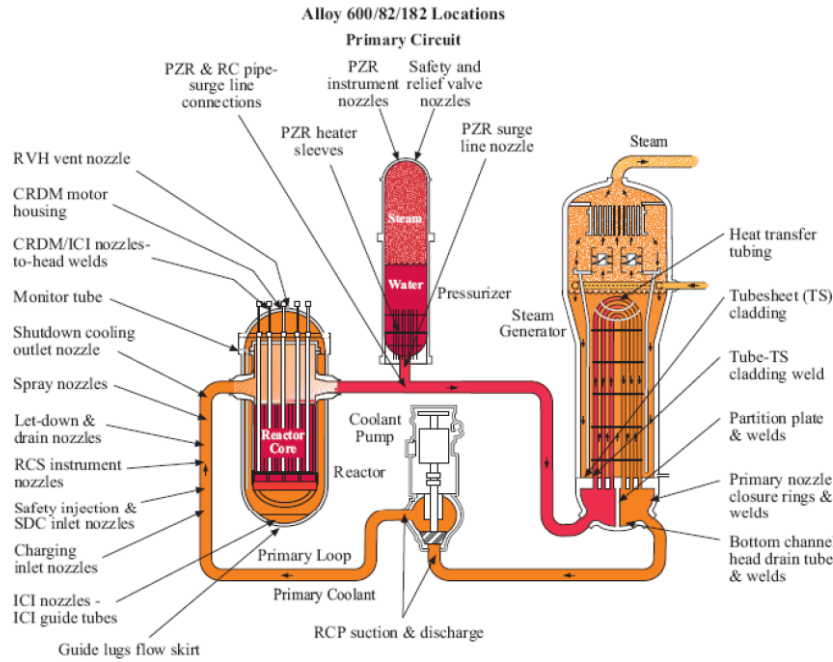 Alloy 600/82/182 Locations
Primary Circuit
PZR & RC pipe-
surge line
connections
PZR
instrument
nozzles
Safety and
relief valve
nozzles
PZR heater
sleeves
PZR surge
line nozzle
RVH vent nozzle
CRDM motor
housing
CRDM/ICI nozzles-
to-head welds
Monitor tube
Shutdown cooling
outlet nozzle
Spray nozzles
Let-down &
drain nozzles
RCS instrument
nozzles
Safety injection &
SDC inlet nozzles
Charging
inlet nozzles
ICI nozzles -
ICI guide tubes
Guide lugs flow skirt
Steam
Water
Pressurizer
Reactor
Core
Reactor
Primary Loop
Primary Coolant
Coolant
Pump
RCP suction & discharge
Steam
Steam
Generator
Heat transfer
tubing
Tubesheet (TS)
cladding
Tube-TS
cladding weld
Partition plate
& welds
Primary nozzle
closure rings &
welds
Bottom channel
head drain tube
& welds